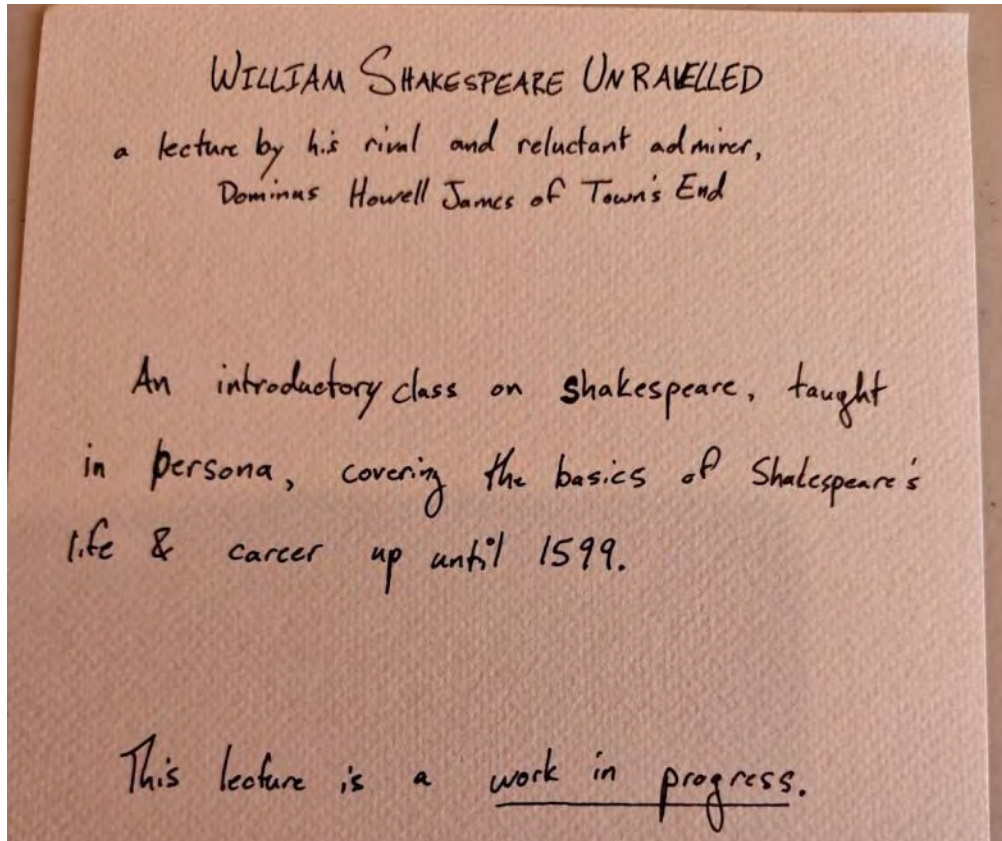 WILLIAM SHAKESPEARE UNRAVELLED
a lecture by his rival and reluctant admirer,
Dominus Howell James of Town's End
An introductory class on Shakespeare, taught
in persona, covering the basics of Shakespeare's
life & career up until 1599.
This lecture is a work in progress.